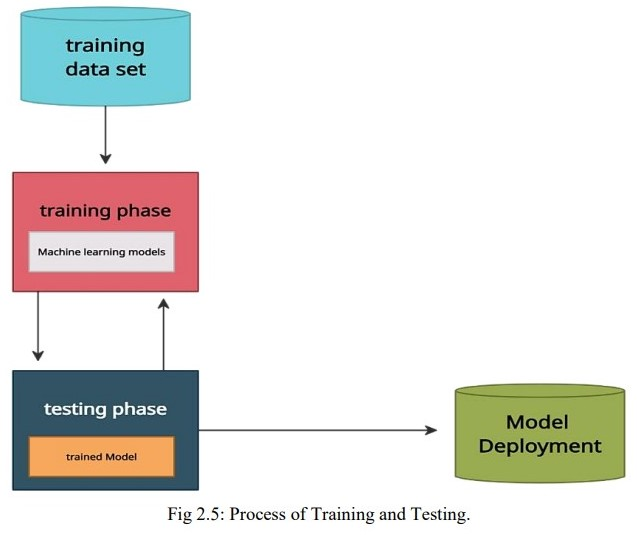 training
data set
training phase
Machine learning models
testing phase
trained Model
Model
Deployment
Fig 2.5: Process of Training and Testing.